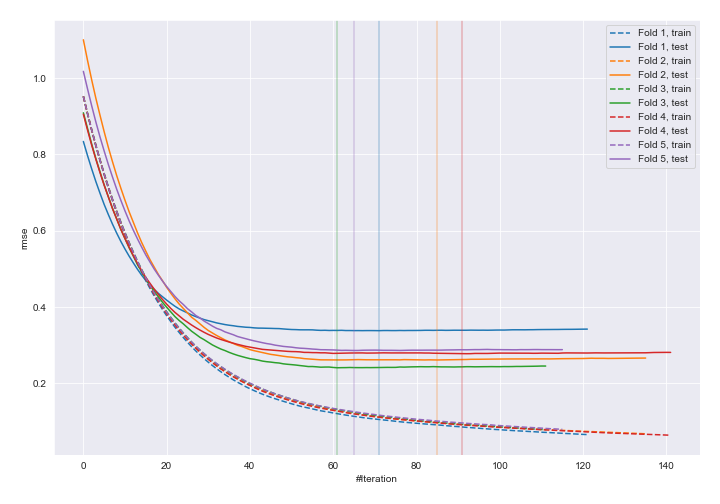 Fold 1, train
Fold 1, test
Fold 2, train
Fold 2, test
Fold 3, train
Fold 3, test
Fold 4, train
Fold 4, test
Fold 5, train
Fold 5, test
1.0
0.8
0.6
0.4
0.2
rmse
0 20 40 60 80 100 120 140
#Iteration